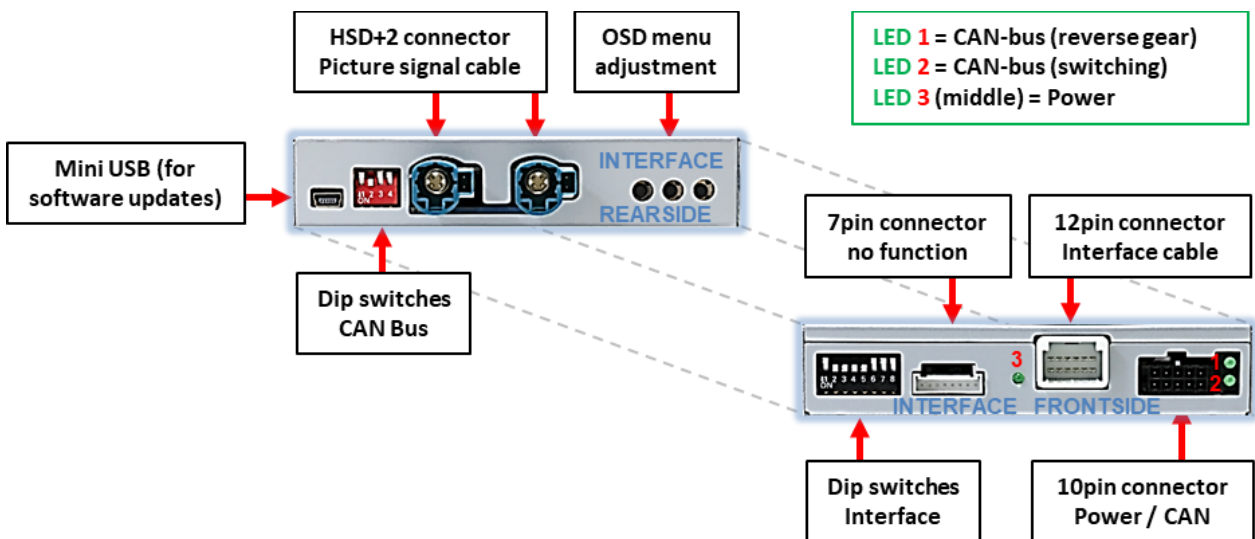 HSD+2 connector
Picture signal cable
OSD menu
adjustment
LED 1 = CAN-bus (reverse gear)
LED 2 = CAN-bus (switching)
LED 3 (middle) = Power
Mini USB (for
software updates)
INTERFACE
REARSIDE
1 2 3 4
ON
Dip switches
CAN Bus
7pin connector
no function
12pin connector
Interface cable
3
1
2
1 2 3 4 5 6 7 8
ON
INTERFACE FRONTSIDE
Dip switches
Interface
10pin connector
Power / CAN